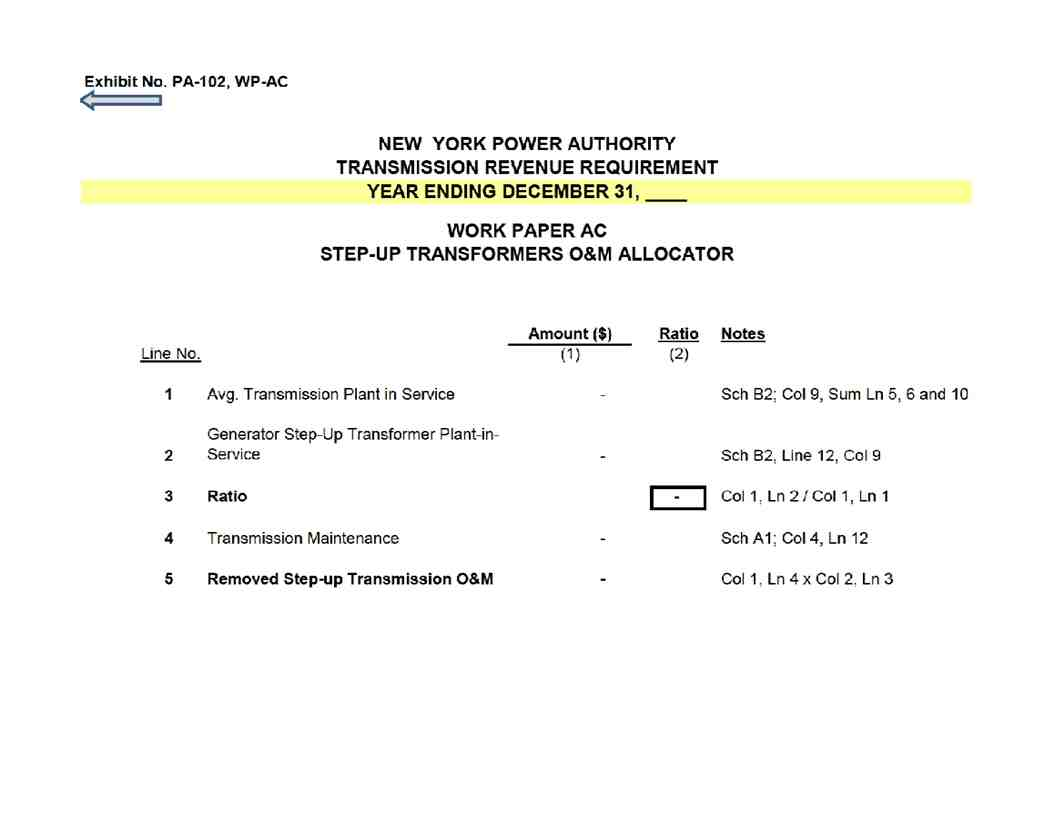 Exhibit No. PA-102, WP-AC
NEW YORK POWER AUTHORITY
TRANSMISSION REVENUE REQUIREMENT
YEAR ENDING DECEMBER 31, ____
WORK PAPER AC
STEP-UP TRANSFORMERS O&M ALLOCATOR
Amount ($) Ratio Notes
Line No. (1) (2)
1 Avg. Transmission Plant in Service - Sch B2; Col 9, Sum Ln 5, 6 and 10
Generator Step-Up Transformer Plant-in-
2 Service - Sch B2, Line 12, Col 9
3 Ratio - Col 1, Ln 2 / Col 1, Ln 1
4 Transmission Maintenance - Sch A1; Col 4, Ln 12
5 Removed Step-up Transmission O&M - Col 1, Ln 4 x Col 2, Ln 3